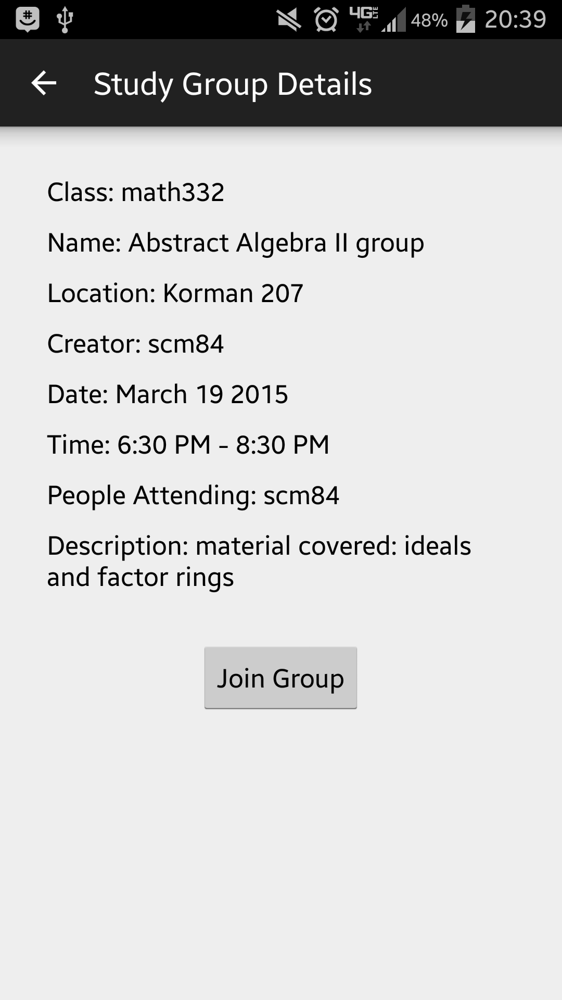 4G LTE 48% 20:39
Study Group Details
Class: math332
Name: Abstract Algebra II group
Location: Korman 207
Creator: scm84
Date: March 19 2015
Time: 6:30 PM - 8:30 PM
People Attending: scm84
Description: material covered: ideals
and factor rings
Join Group